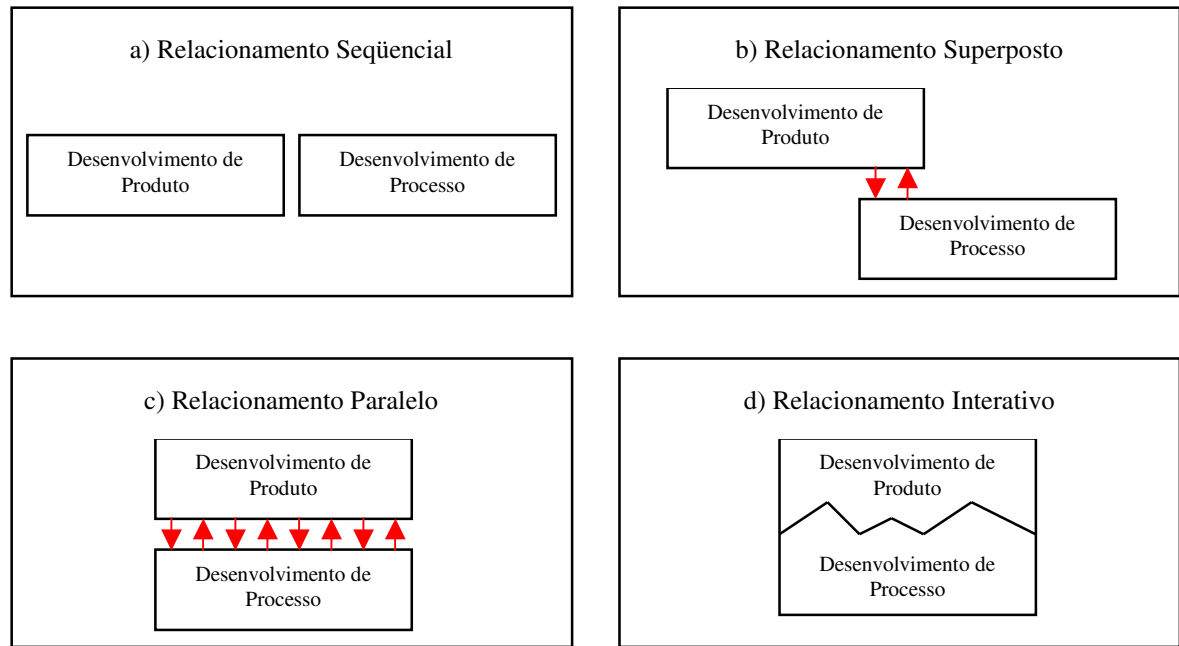 a) Relacionamento Seqüencial
Desenvolvimento de
Produto
Desenvolvimento de
Processo
b) Relacionamento Superposto
Desenvolvimento de
Produto
Desenvolvimento de
Processo
c) Relacionamento Paralelo
Desenvolvimento de
Produto
Desenvolvimento de
Processo
d) Relacionamento Interativo
Desenvolvimento de
Produto
Desenvolvimento de
Processo